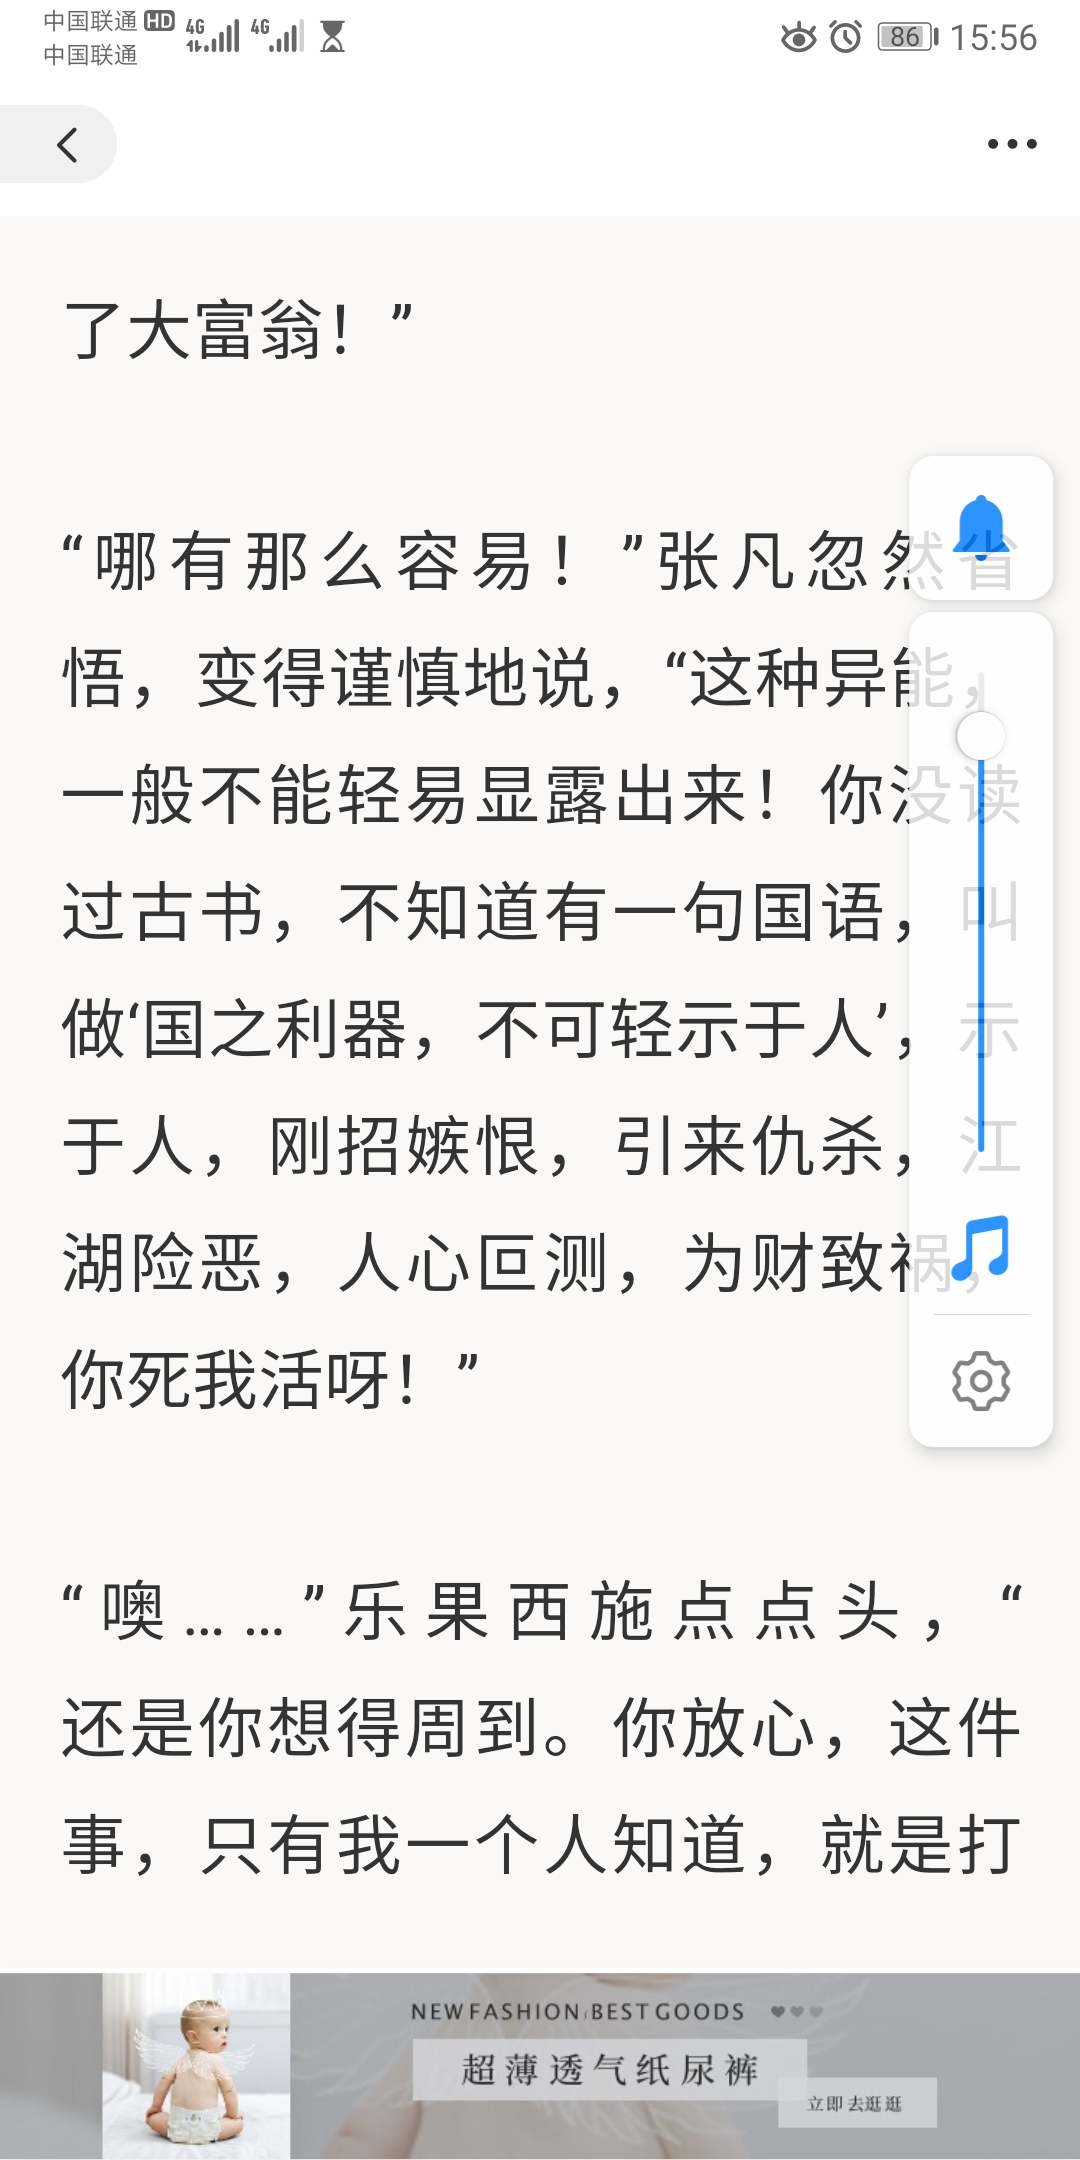 中国联通 HD 4G 4G 86 15:56
中国联通
了大富翁！”
“哪有那么容易！”张凡忽然省
悟，变得谨慎地说，“这种异能，
一般不能轻易显露出来！你没读
过古书，不知道有一句国语，叫
做‘国之利器，不可轻示于人’，示
于人，刚招嫉恨，引来仇杀，江
湖险恶，人心叵测，为财致祸，
你死我活呀！”
“噢……”乐果西施点点头，“
还是你想得周到。你放心，这件
事，只有我一个人知道，就是打
NEW FASHION/BEST GOODS
超薄透气纸尿裤
立即去逛逛